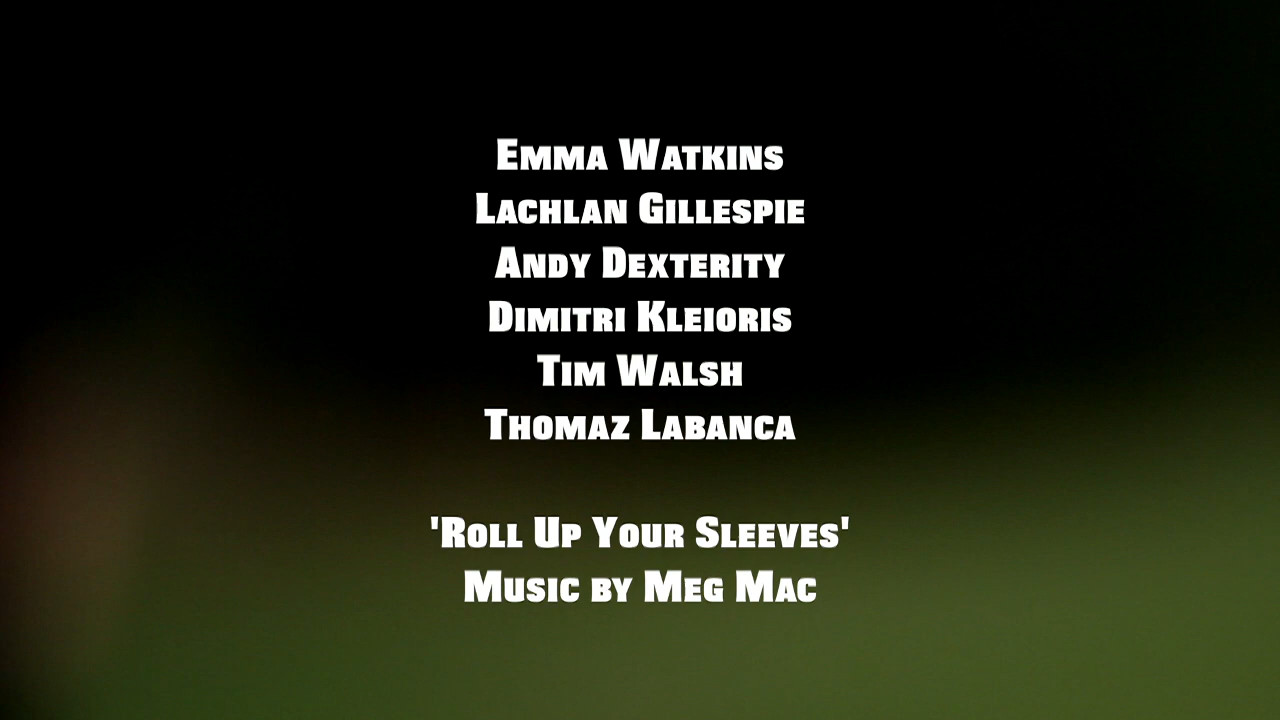 Emma Watkins
Lachlan Gillespie
Andy Dexterity
Dimitri Kleioris
Tim Walsh
Thomaz Labanca
'Roll Up Your Sleeves'
Music by Meg Mac